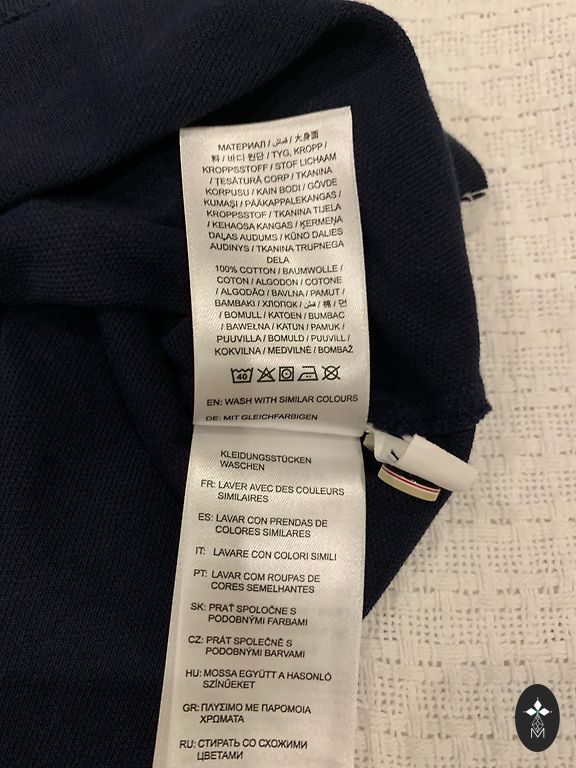 МАТЕРИАЛ / قماش / 大身面
料 / 바디 원단 / TYG, KROPP /
KROPPSSTOFF / STOF LICHAAM
/ ȚESĂTURĂ CORP / TKANINA
KORPUSU / KAIN BODI / GÖVDE
KUMAŞI / PÄÄKAPPALEKANGAS /
KROPPSSTOF / TKANINA TIJELA
/ KEHAOSA KANGAS / ĶERMEŅA
DAĻAS AUDUMS / KŪNO DALIES
AUDINYS / TKANINA TRUPNEGA
DELA
100% COTTON / BAUMWOLLE /
COTON / ALGODON / COTONE
/ ALGODÃO / BAVLNA / PAMUT /
BAMBAKI / ХЛОПОК / قطن / 棉 / 면
/ BOMULL / KATOEN / BUMBAC
/ BAWEŁNA / KATUN / PAMUK /
PUUVILLA / BOMULD / PUUVILL /
KOKVILNA / MEDVILNĖ / BOMBAŽ
40
EN: WASH WITH SIMILAR COLOURS
DE: MIT GLEICHFARBIGEN
KLEIDUNGSSTÜCKEN
WASCHEN
FR: LAVER AVEC DES COULEURS
SIMILAIRES
ES: LAVAR CON PRENDAS DE
COLORES SIMILARES
IT: LAVARE CON COLORI SIMILI
PT: LAVAR COM ROUPAS DE
CORES SEMELHANTES
SK: PRAŤ SPOLOČNE S
PODOBNÝMI FARBAMI
CZ: PRÁT SPOLEČNĚ S
PODOBNÝMI BARVAMI
HU: MOSSA EGYÜTT A HASONLÓ
SZÍNŰEKET
GR: ΠΛΥΣΙΜΟ ΜΕ ΠΑΡΟΜΟΙΑ
ΧΡΩΜΑΤΑ
RU: СТИРАТЬ СО СХОЖИМИ
ЦВЕТАМИ
M